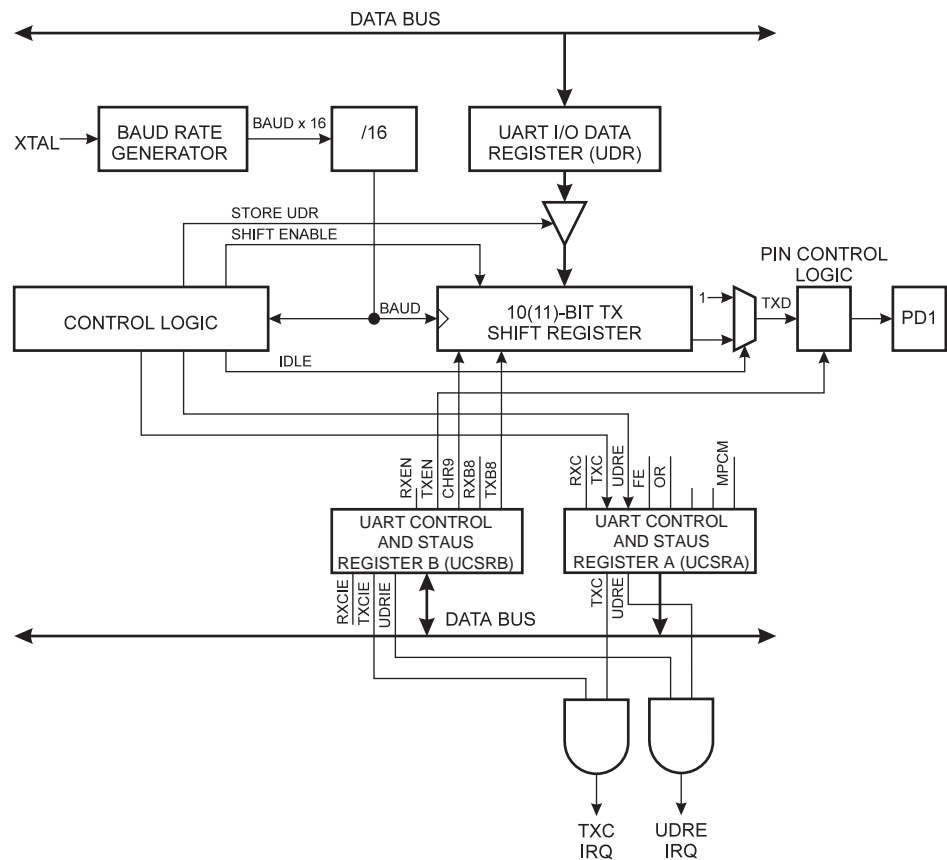 DATA BUS
XTAL
BAUD RATE
GENERATOR
BAUD x 16
/16
UART I/O DATA
REGISTER (UDR)
STORE UDR
SHIFT ENABLE
PIN CONTROL
LOGIC
CONTROL LOGIC
BAUD
10(11)-BIT TX
SHIFT REGISTER
1
TXD
PD1
IDLE
RXEN
TXEN
CHR9
RXB8
TXB8
RXC
TXC
UDRE
FE
OR
MPCM
UART CONTROL
AND STAUS
REGISTER B (UCSRB)
UART CONTROL
AND STAUS
REGISTER A (UCSRA)
RXCIE
TXCIE
UDRIE
TXC
UDRE
DATA BUS
TXC
IRQ
UDRE
IRQ